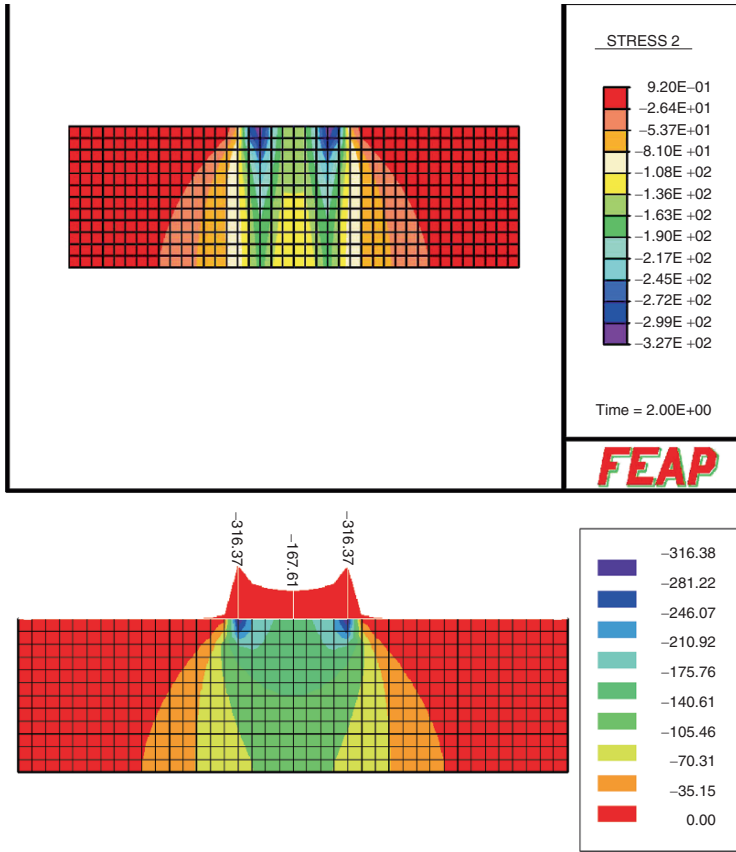 STRESS 2
9.20E−01
−2.64E+01
−5.37E+01
−8.10E +01
−1.08E +02
−1.36E +02
−1.63E +02
−1.90E +02
−2.17E +02
−2.45E +02
−2.72E +02
−2.99E +02
−3.27E +02
Time = 2.00E+00
FEAP
−316.37
−167.61
−316.37
−316.38
−281.22
−246.07
−210.92
−175.76
−140.61
−105.46
−70.31
−35.15
0.00